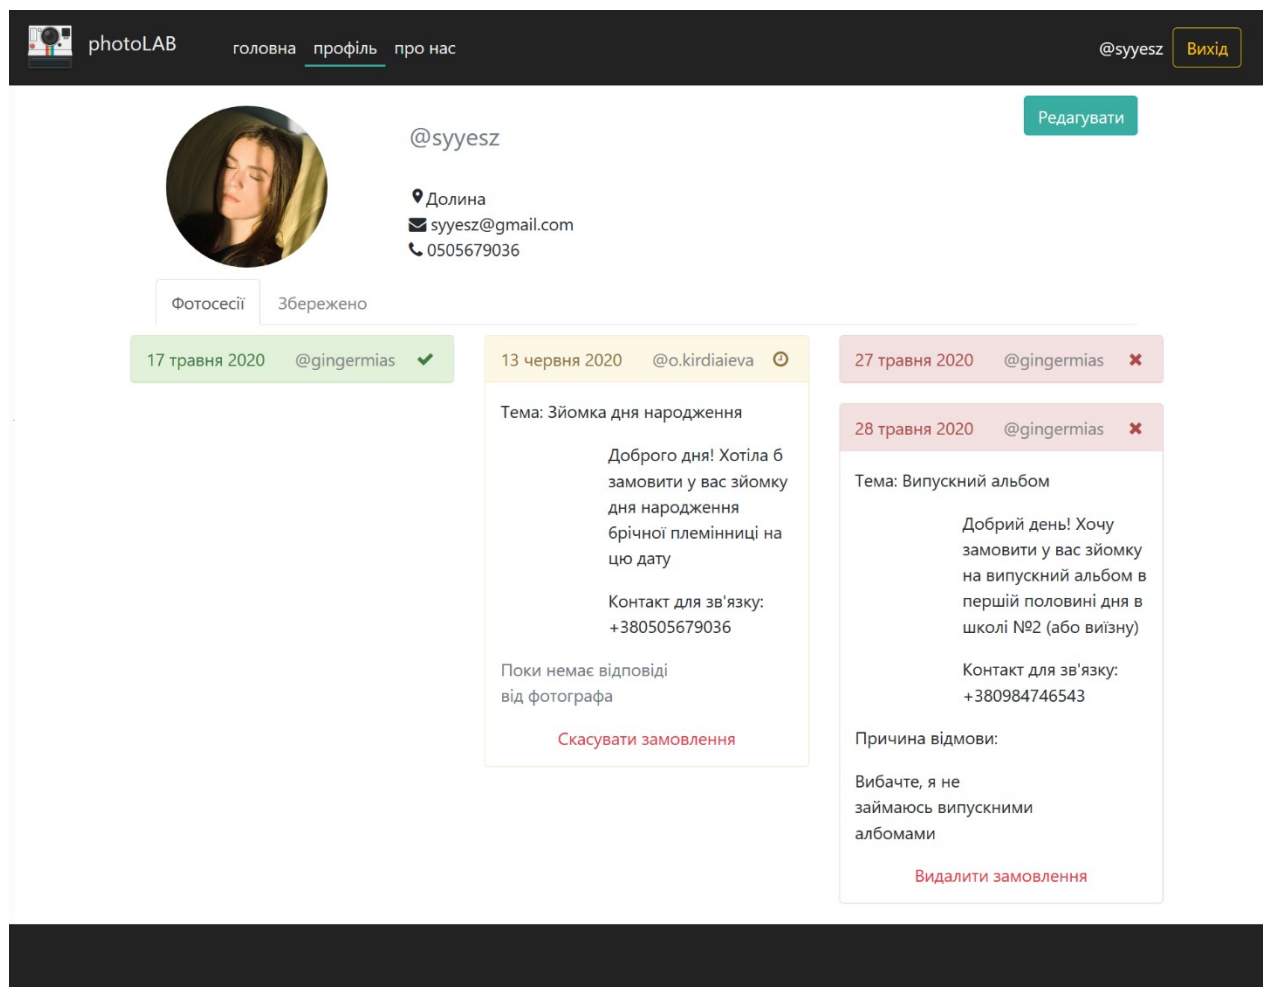 photoLAB
головна профіль про нас
@syyesz Вихід
Редагувати
@syyesz
Долина
syyesz@gmail.com
0505679036
Фотосесії Збережено
17 травня 2020 @gingermias
13 червня 2020 @o.kirdiaieva
Тема: Зйомка дня народження
Доброго дня! Хотіла б
замовити у вас зйомку
дня народження
6річної племінниці на
цю дату
Контакт для зв'язку:
+380505679036
Поки немає відповіді
від фотографа
Скасувати замовлення
27 травня 2020 @gingermias
28 травня 2020 @gingermias
Тема: Випускний альбом
Добрий день! Хочу
замовити у вас зйомку
на випускний альбом в
першій половині дня в
школі №2 (або виїзну)
Контакт для зв'язку:
+380984746543
Причина відмови:
Вибачте, я не
займаюсь випускними
албомами
Видалити замовлення